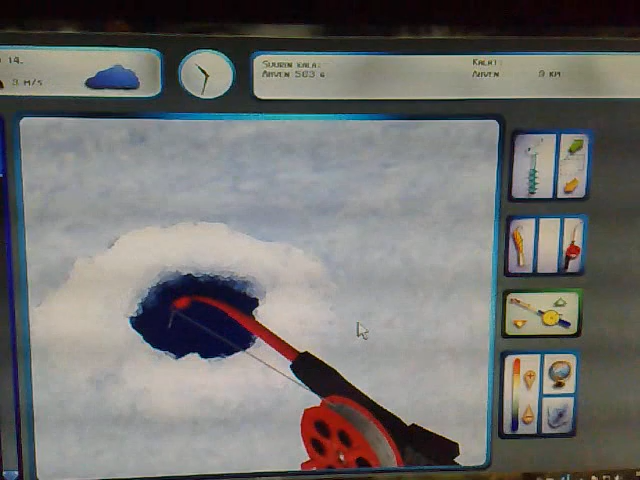 14.
3 M/S
SUURIN KALA:
AHVEN 503 G
KALAT:
AHVEN 9 KPL